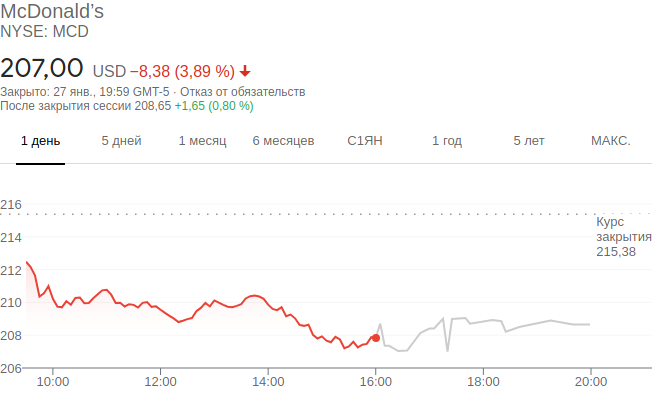 McDonald’s
NYSE: MCD
207,00 USD −8,38 (3,89 %)
Закрыто: 27 янв., 19:59 GMT-5 · Отказ от обязательств
После закрытия сессии 208,65 +1,65 (0,80 %)
1 день 5 дней 1 месяц 6 месяцев С1ЯН 1 год 5 лет МАКС.
216
Курс
закрытия
215,38
214
212
210
208
206
10:00 12:00 14:00 16:00 18:00 20:00